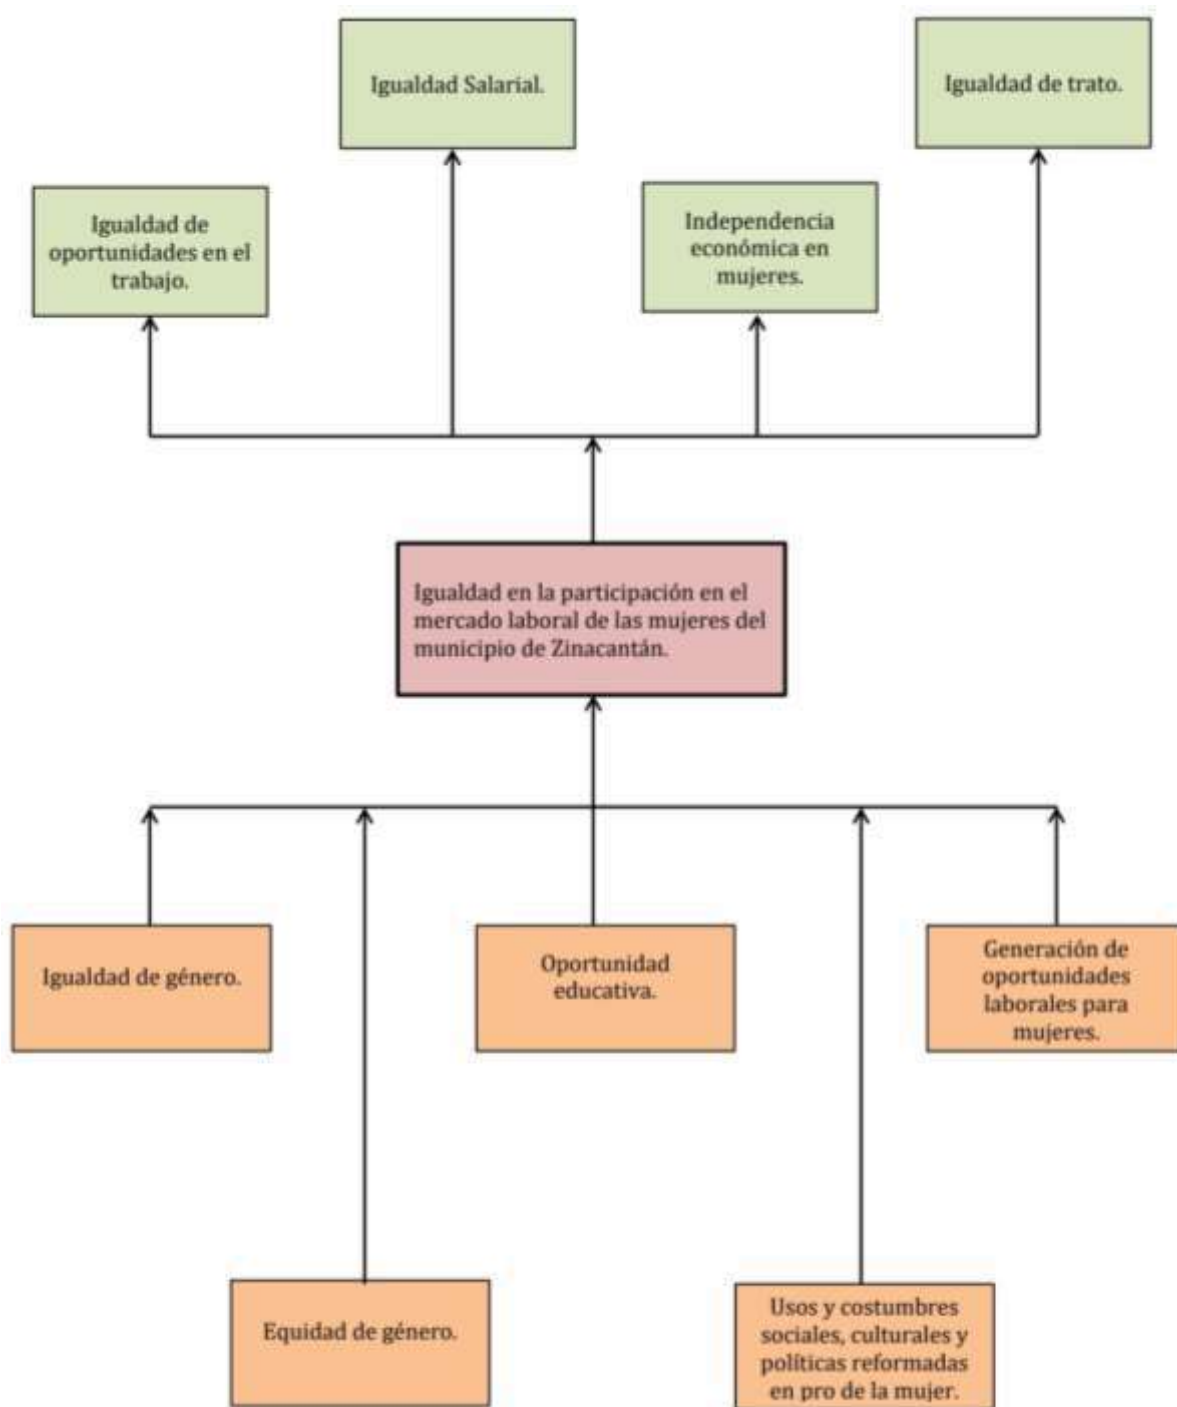 Igualdad Salarial.
Igualdad de trato.
Igualdad de
oportunidades en el
trabajo.
Independencia
económica en
mujeres.
Igualdad en la participación en el
mercado laboral de las mujeres del
municipio de Zinacantán.
Igualdad de género.
Oportunidad
educativa.
Generación de
oportunidades
laborales para
mujeres.
Equidad de género.
Usos y costumbres
sociales, culturales y
políticas reformadas
en pro de la mujer.